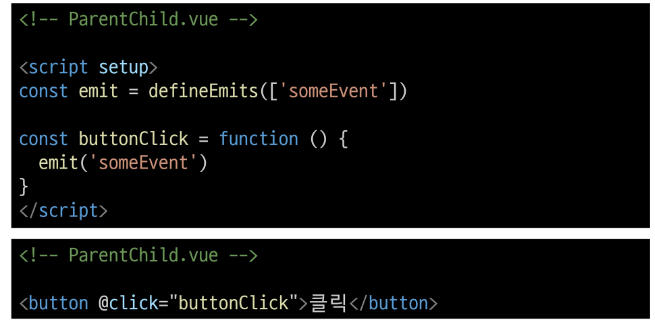 <!-- ParentChild.vue -->
<script setup>
const emit = defineEmits(['someEvent'])
const buttonClick = function () {
  emit('someEvent')
}
</script>
<!-- ParentChild.vue -->
<button @click="buttonClick">클릭</button>